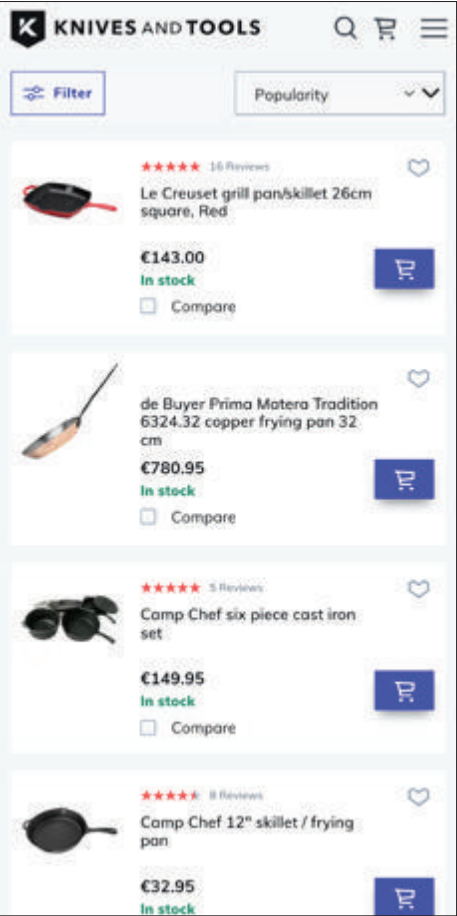 KNIVES AND TOOLS
Filter
Popularity
16 Reviews
Le Creuset grill pan/skillet 26cm
square, Red
€143.00
In stock
Compare
de Buyer Prima Matera Tradition
6324.32 copper frying pan 32
cm
€780.95
In stock
Compare
5 Reviews
Camp Chef six piece cast iron
set
€149.95
In stock
Compare
8 Reviews
Camp Chef 12" skillet / frying
pan
€32.95
In stock